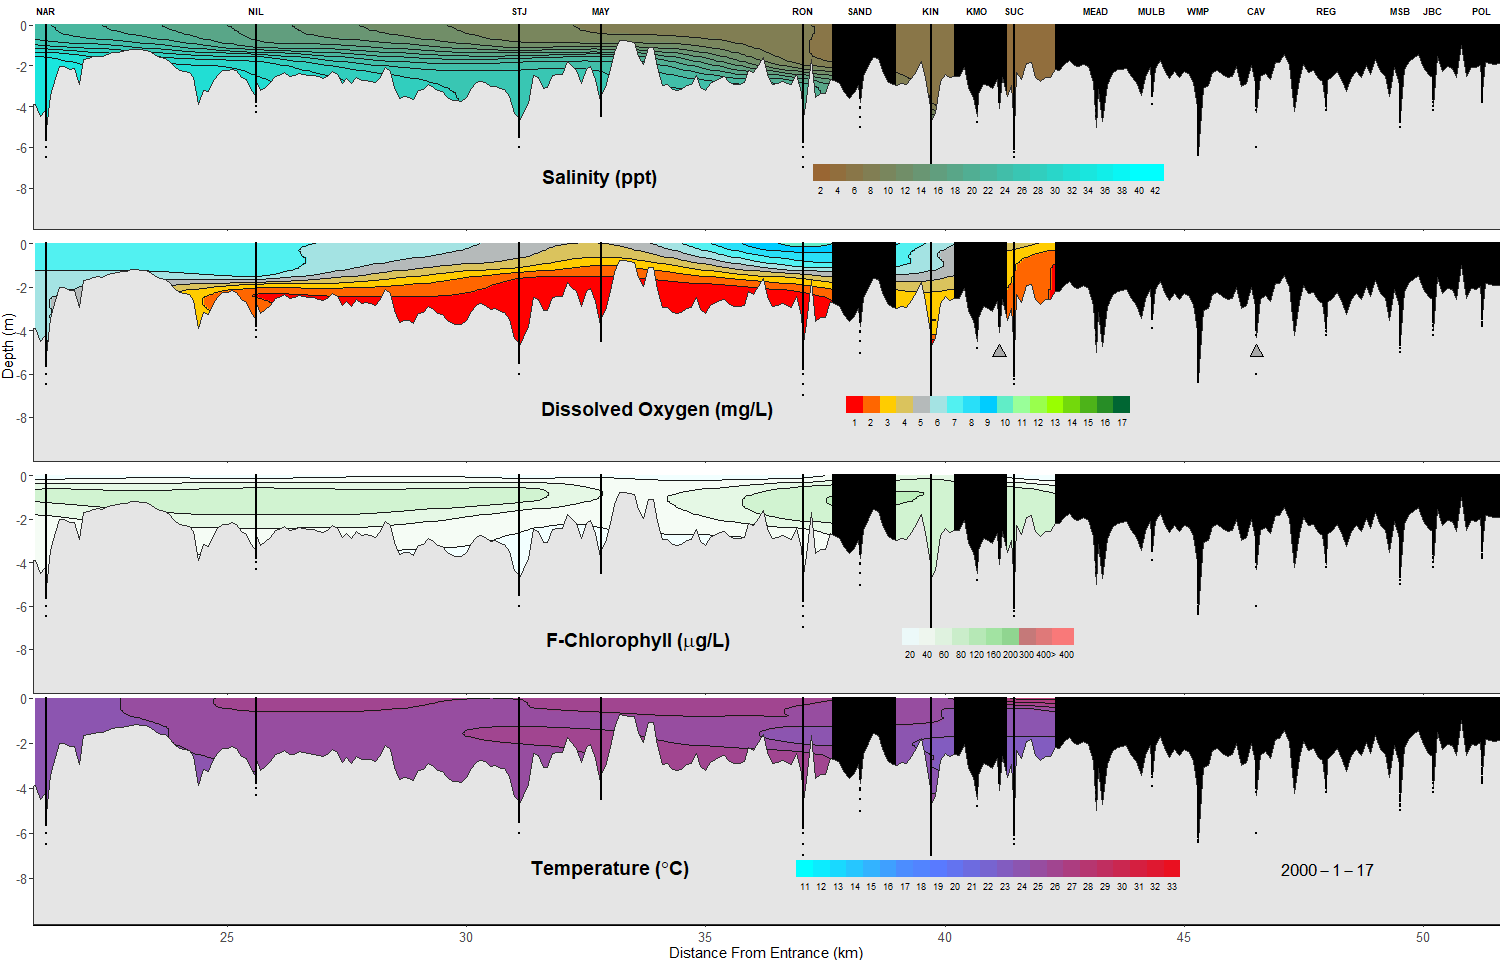 NAR NIL STJ MAY RON SAND KIN KMO SUC MEAD MULB WMP CAV REG MSB JBC POL
0
-2
-4
-6
-8
Salinity (ppt)
2 4 6 8 10 12 14 16 18 20 22 24 26 28 30 32 34 36 38 40 42
0
-2
-4
-6
-8
Depth (m)
Dissolved Oxygen (mg/L)
1 2 3 4 5 6 7 8 9 10 11 12 13 14 15 16 17
0
-2
-4
-6
-8
F-Chlorophyll (μg/L)
20 40 60 80 120 160 200 300 400> 400
0
-2
-4
-6
-8
Temperature (°C)
11 12 13 14 15 16 17 18 19 20 21 22 23 24 25 26 27 28 29 30 31 32 33
2000 – 1 – 17
25 30 35 40 45 50
Distance From Entrance (km)